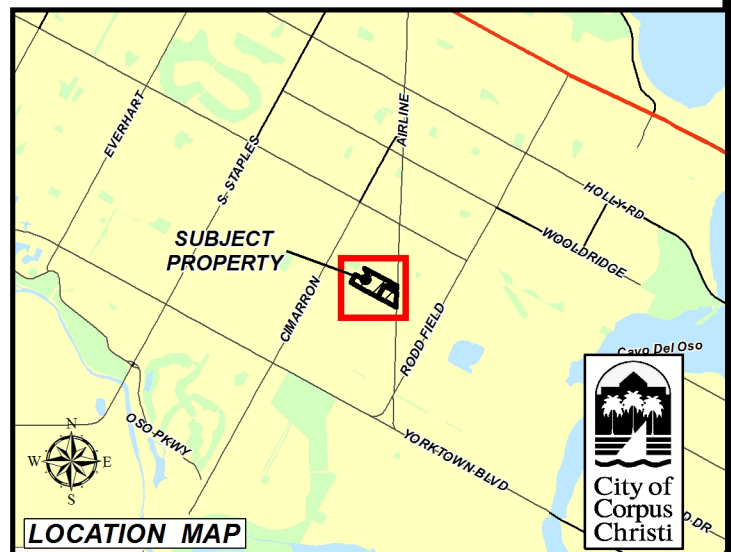 EVERHART
S. STAPLES
AIRLINE
HOLLY RD
WOOLDRIDGE
SUBJECT
PROPERTY
CIMARRON
RODD FIELD
Cayo Del Oso
OSO PKWY
YORKTOWN BLVD
N
W
E
S
City of
Corpus
Christi
D DR
LOCATION MAP